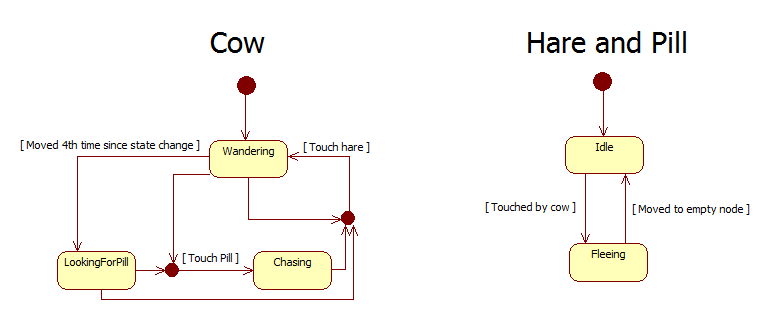 Cow
Hare and Pill
[ Moved 4th time since state change ]
Wandering
[ Touch hare ]
Idle
[ Touched by cow ]
[ Moved to empty node ]
LookingForPill
[ Touch Pill ]
Chasing
Fleeing